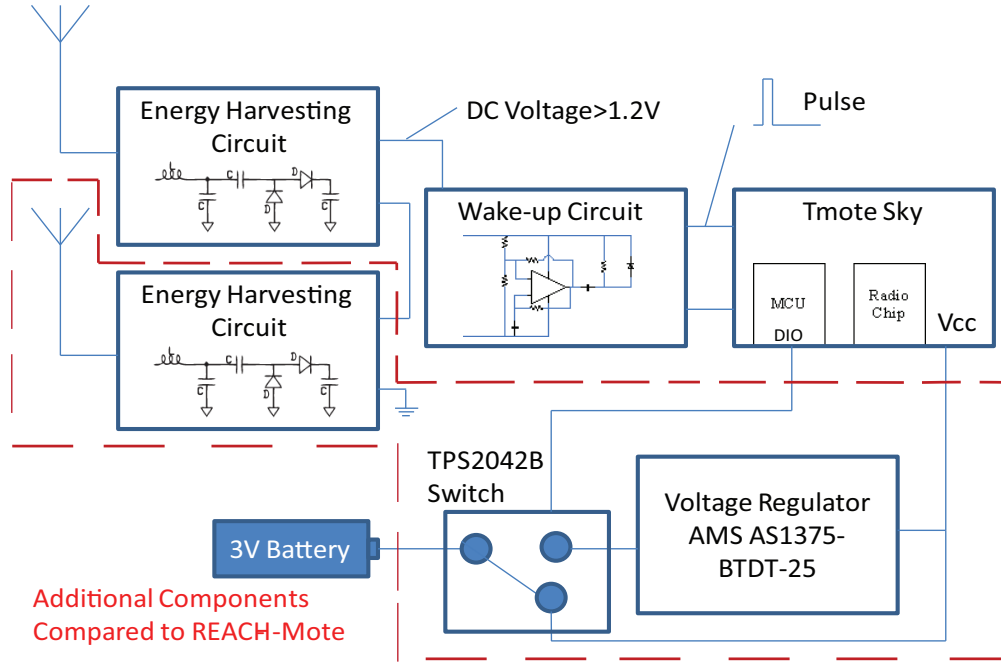 Energy Harvesting
Circuit
C
D
C
D
C
DC Voltage>1.2V
Pulse
Wake-up Circuit
Tmote Sky
MCU
DIO
Radio
Chip
Vcc
Energy Harvesting
Circuit
C
D
C
D
C
TPS2042B
Switch
3V Battery
Voltage Regulator
AMS AS1375-
BTDT-25
Additional Components
Compared to REACH-Mote